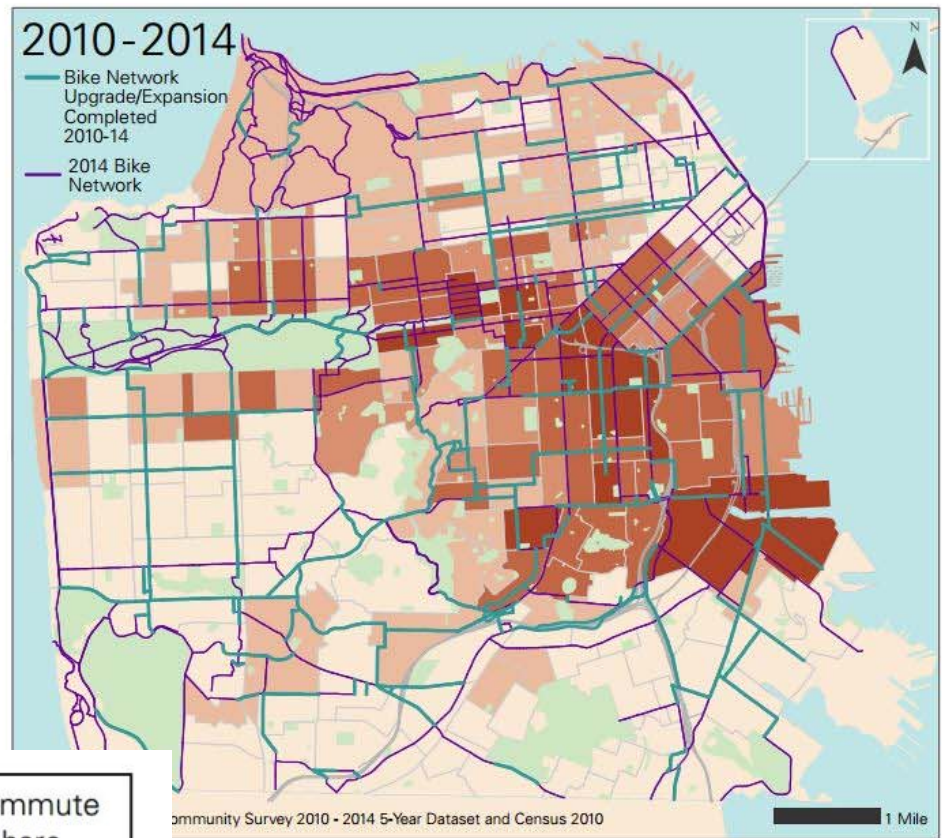 2010-2014
Bike Network
Upgrade/Expansion
Completed
2010-14
2014 Bike
Network
N
ommunity Survey 2010 - 2014 5-Year Dataset and Census 2010
1 Mile
mmute